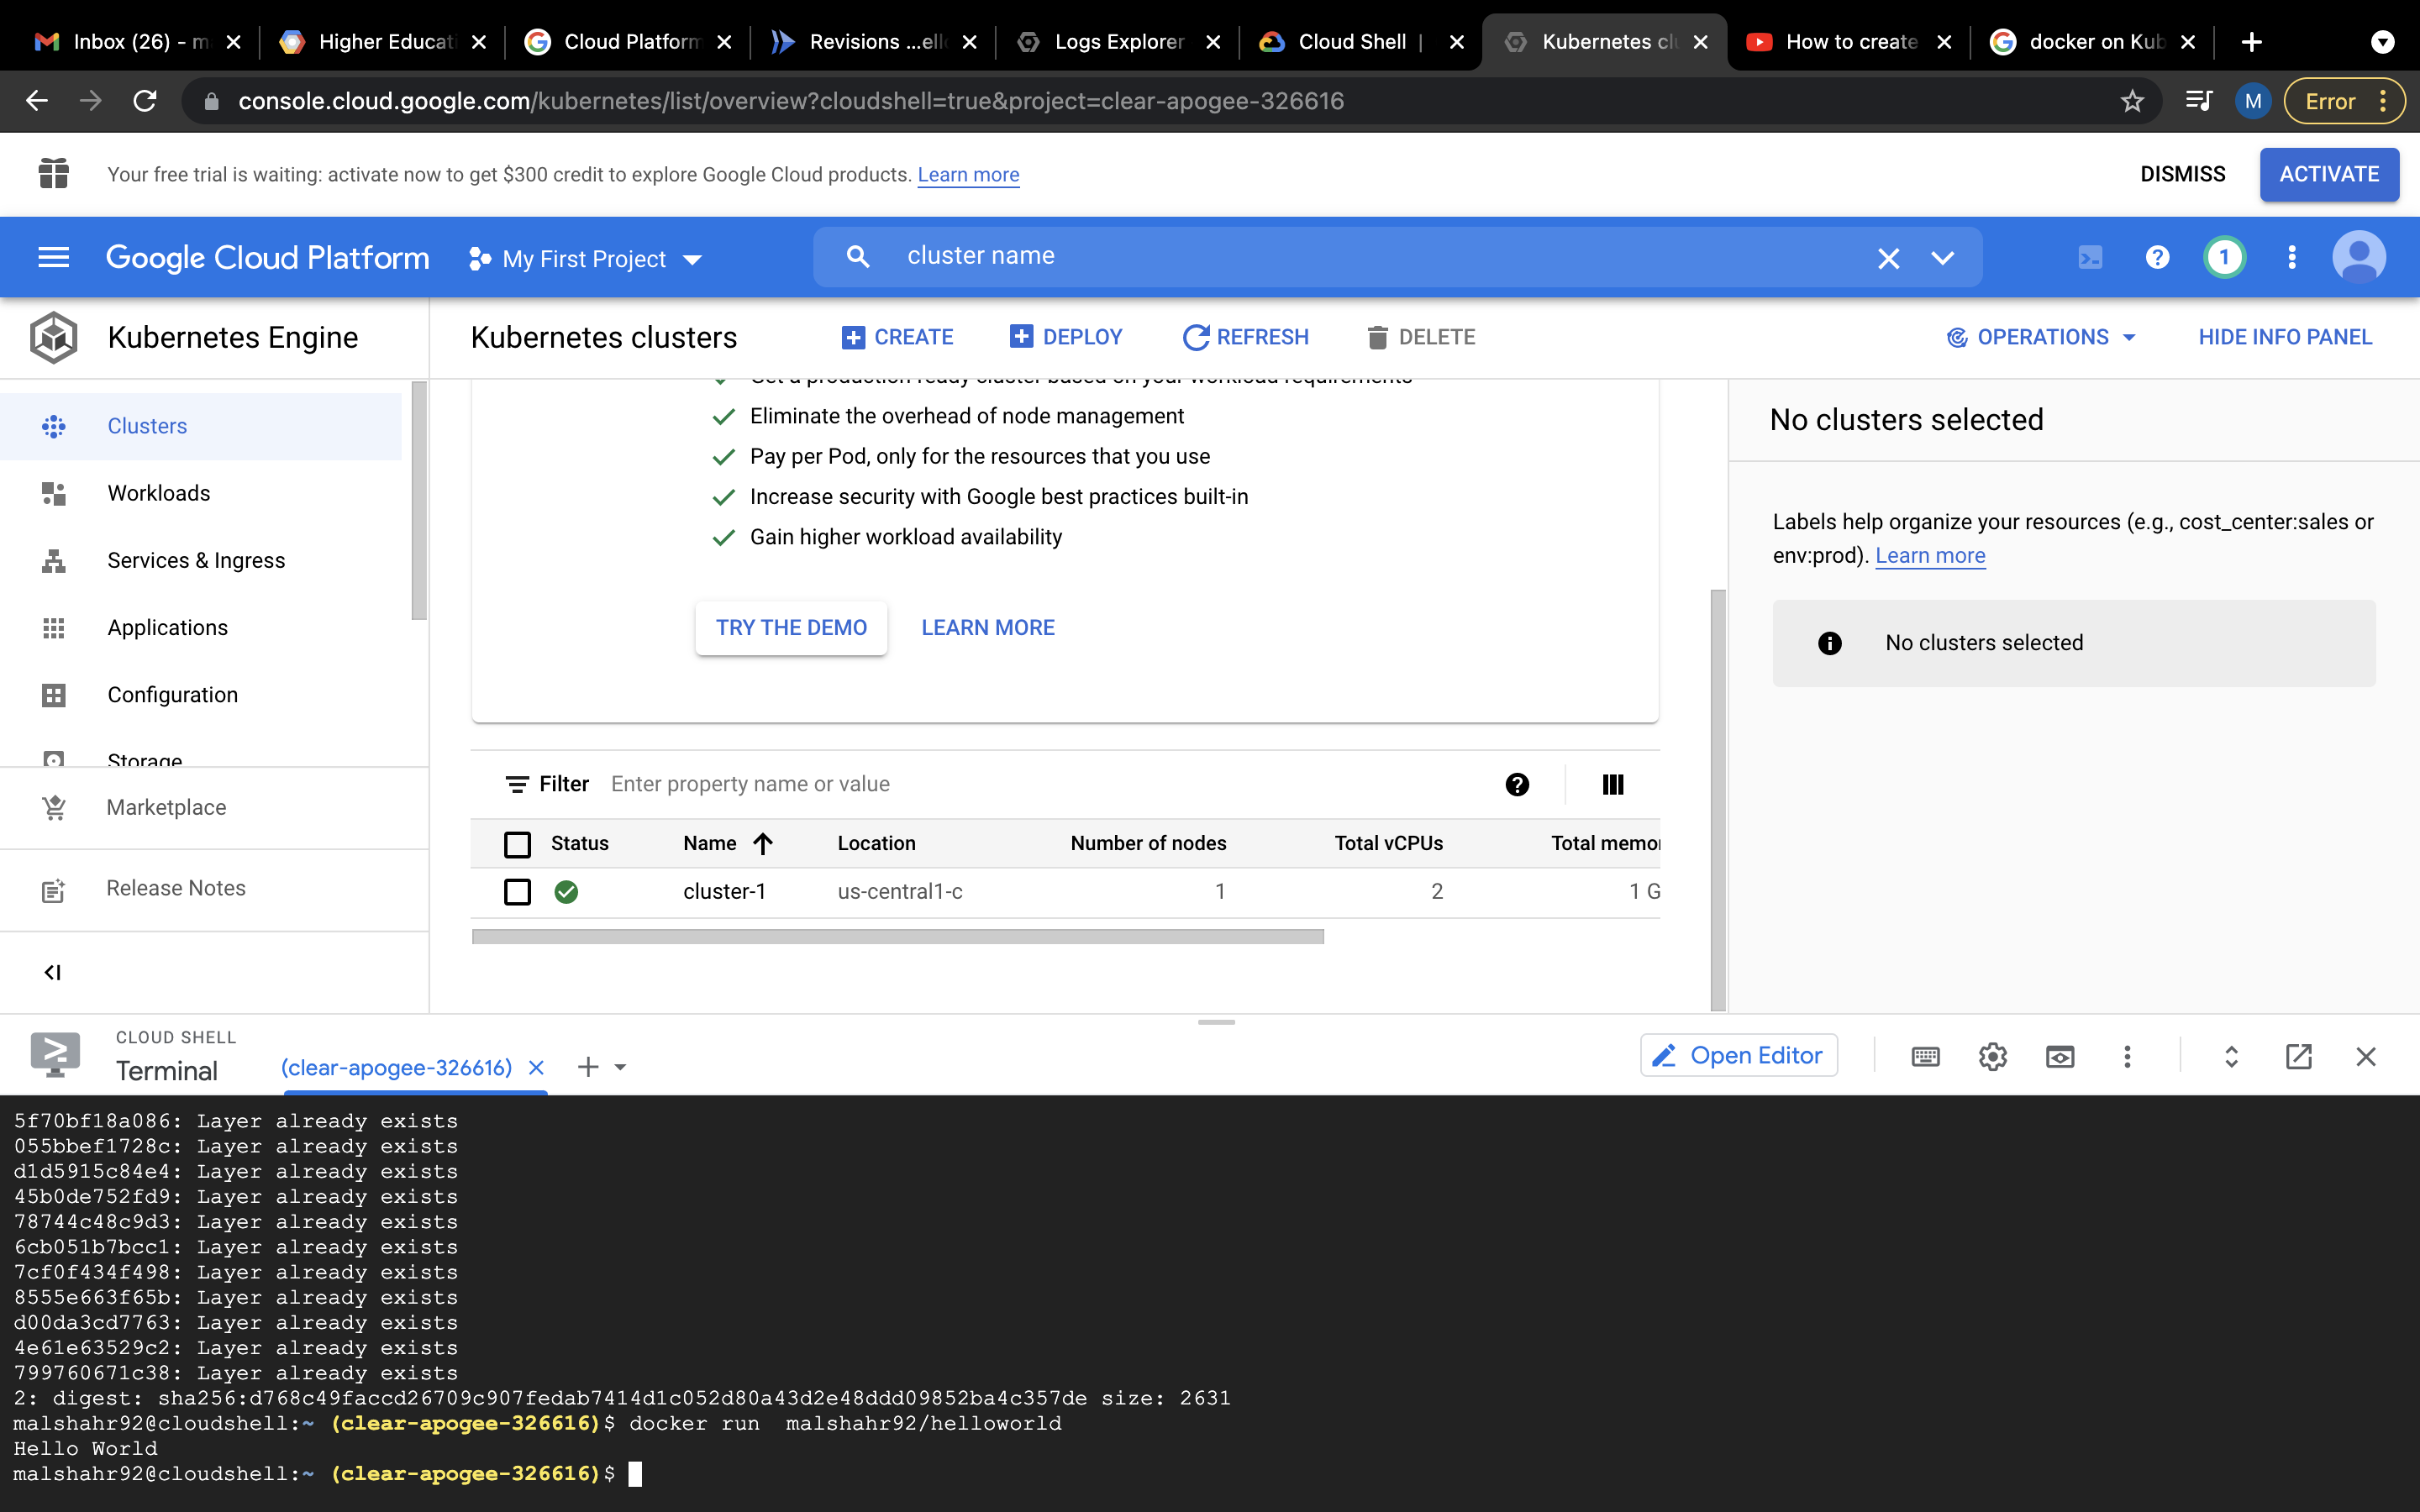 Inbox (26) - m
Higher Educati
Cloud Platform
Revisions ...ell
Logs Explorer
Cloud Shell |
Kubernetes cl
How to create
docker on Kub
console.cloud.google.com/kubernetes/list/overview?cloudshell=true&project=clear-apogee-326616
M
Error
Your free trial is waiting: activate now to get $300 credit to explore Google Cloud products. Learn more
DISMISS
ACTIVATE
Google Cloud Platform
My First Project
cluster name
1
Kubernetes Engine
Kubernetes clusters
CREATE
DEPLOY
REFRESH
DELETE
OPERATIONS
HIDE INFO PANEL
Clusters
Workloads
Services & Ingress
Applications
Configuration
Storage
Marketplace
Release Notes
Get a production ready cluster based on your workload requirements
Eliminate the overhead of node management
Pay per Pod, only for the resources that you use
Increase security with Google best practices built-in
Gain higher workload availability
TRY THE DEMO
LEARN MORE
No clusters selected
Labels help organize your resources (e.g., cost_center:sales or
env:prod). Learn more
No clusters selected
Filter Enter property name or value
Status Name Location Number of nodes Total vCPUs Total memor
cluster-1 us-central1-c 1 2 1 G
CLOUD SHELL
Terminal
(clear-apogee-326616)
Open Editor
5f70bf18a086: Layer already exists
055bbef1728c: Layer already exists
d1d5915c84e4: Layer already exists
45b0de752fd9: Layer already exists
78744c48c9d3: Layer already exists
6cb051b7bcc1: Layer already exists
7cf0f434f498: Layer already exists
8555e663f65b: Layer already exists
d00da3cd7763: Layer already exists
4e61e63529c2: Layer already exists
799760671c38: Layer already exists
2: digest: sha256:d768c49faccd26709c907fedab7414d1c052d80a43d2e48ddd09852ba4c357de size: 2631
malshahr92@cloudshell:~ (clear-apogee-326616)$ docker run  malshahr92/helloworld
Hello World
malshahr92@cloudshell:~ (clear-apogee-326616)$